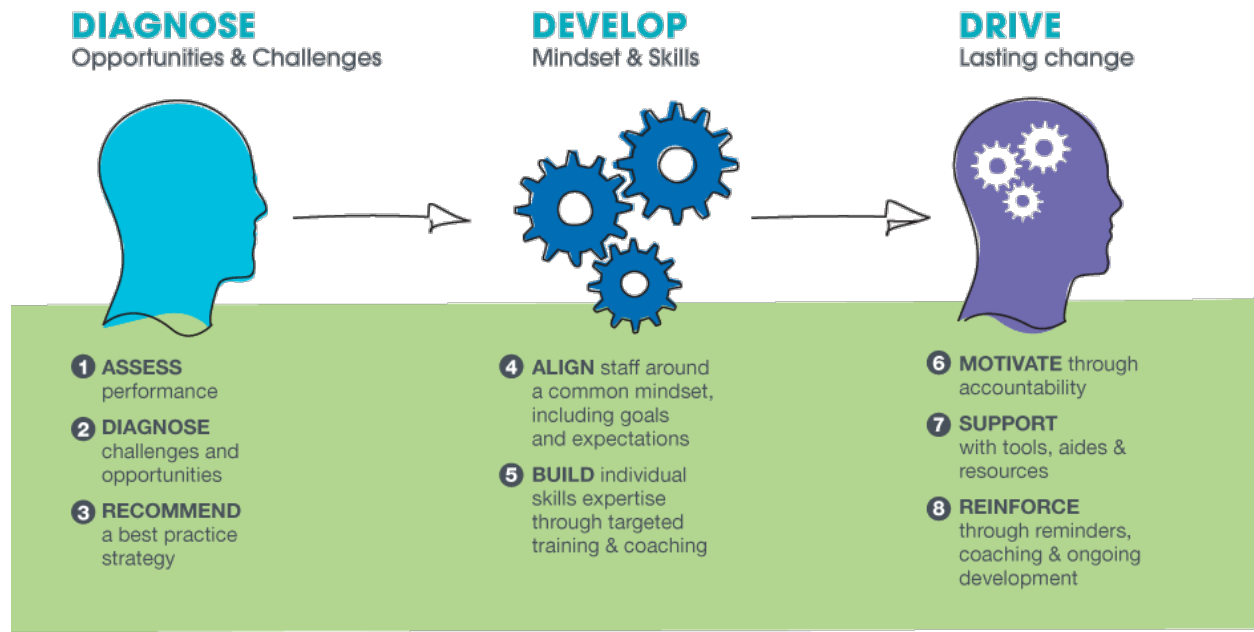 DIAGNOSE
Opportunities & Challenges
1 ASSESS
performance
2 DIAGNOSE
challenges and
opportunities
3 RECOMMEND
a best practice
strategy
DEVELOP
Mindset & Skills
4 ALIGN staff around
a common mindset,
including goals
and expectations
5 BUILD individual
skills expertise
through targeted
training & coaching
DRIVE
Lasting change
6 MOTIVATE through
accountability
7 SUPPORT
with tools, aides &
resources
8 REINFORCE
through reminders,
coaching & ongoing
development